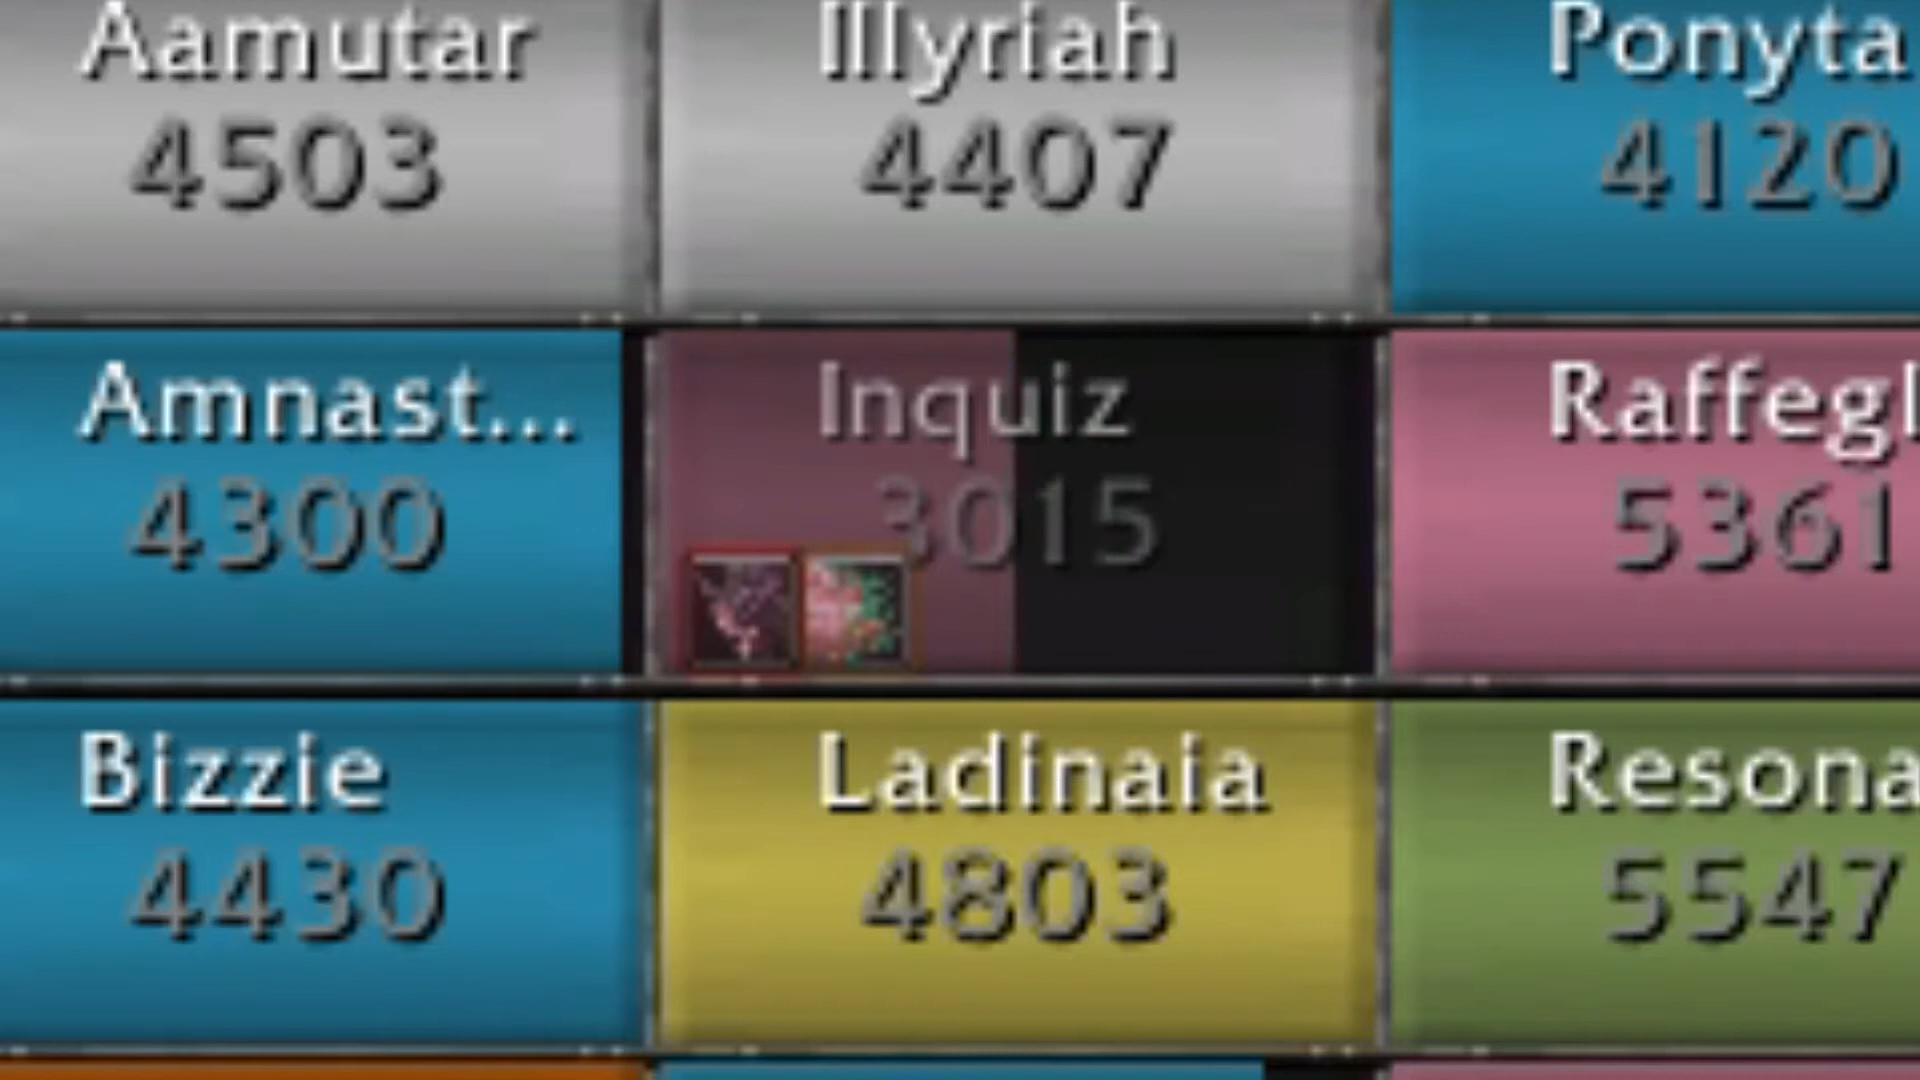 Aamutar
4503
Illyriah
4407
Ponyta
4120
Amnast...
4300
Inquiz
3015
Raffegl
5361
Bizzie
4430
Ladinaia
4803
Resona
5547